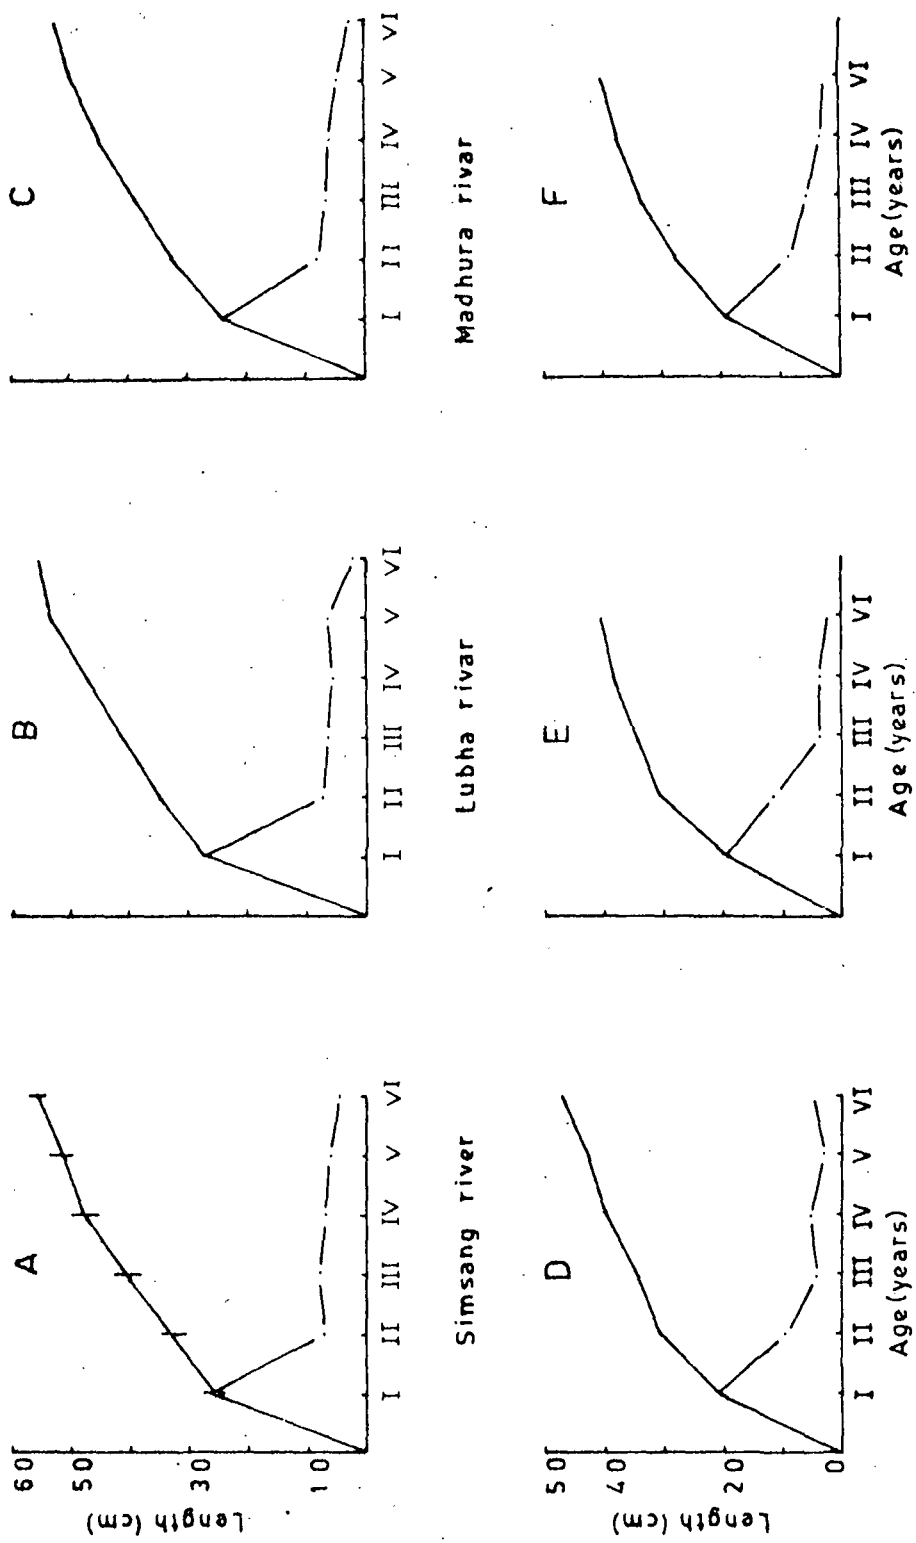 A
B
C
60
50
30
10
Length (cm)
I II III IV V VI
I II III IV V VI
I II III IV V VI
Simsang river
Lubha rivar
Madhura rivar
D
E
F
50
40
20
0
Length (cm)
I II III IV V VI
I II III IV VI
I II III IV VI
Age (years)
Age (years)
Age (years)